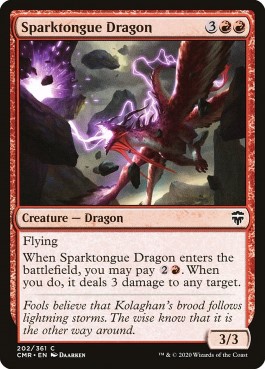 Sparktongue Dragon 3
Creature — Dragon
Flying
When Sparktongue Dragon enters the
battlefield, you may pay 2. When
you do, it deals 3 damage to any target.
Fools believe that Kolaghan's brood follows
lightning storms. The wise know that it is
the other way around.
3/3
202/361 C
CMR • EN Daarken
™ & © 2020 Wizards of the Coast